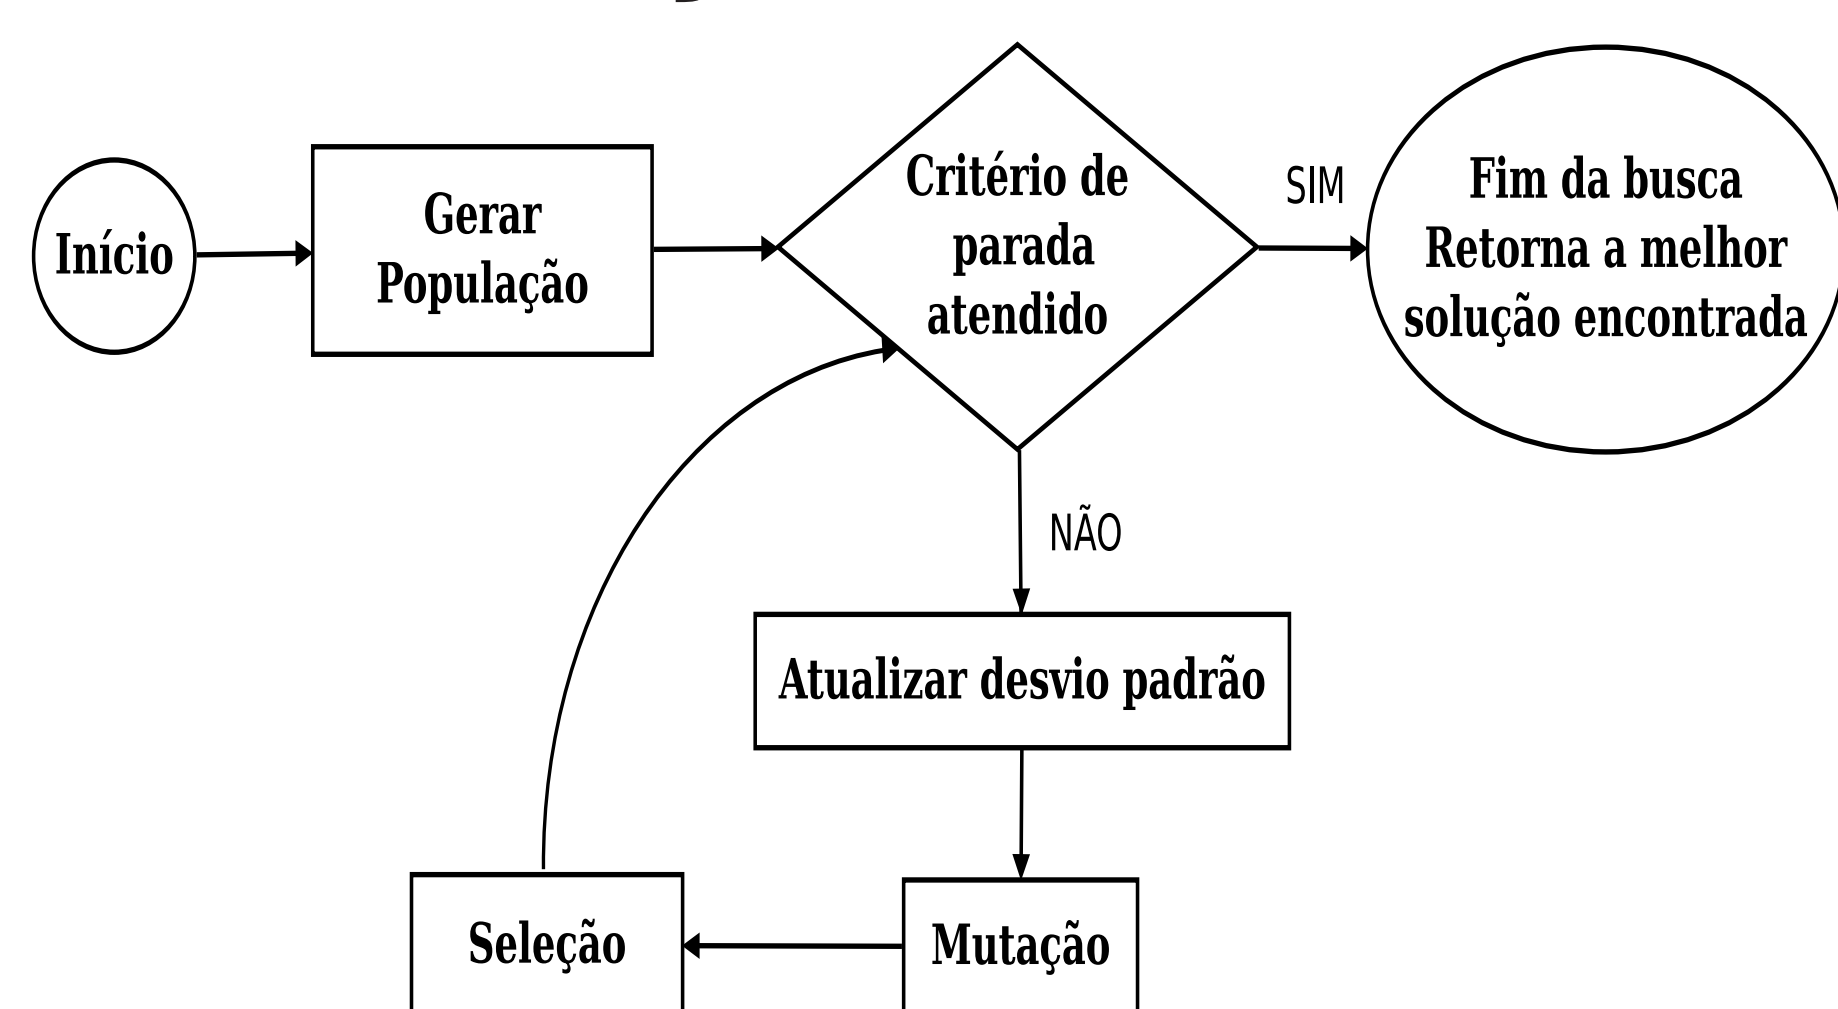 Início
Gerar
População
Critério de
parada
atendido
SIM
Fim da busca
Retorna a melhor
solução encontrada
NÃO
Atualizar desvio padrão
Seleção
Mutação